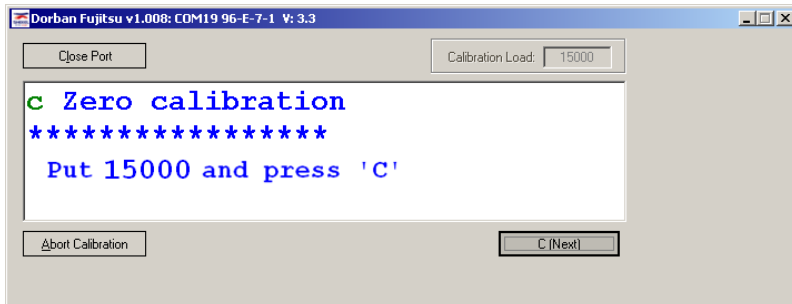 Dorban Fujitsu v1.008: COM19 96-E-7-1 V: 3.3
Close Port
Calibration Load: 15000
c Zero calibration
*****************
Put 15000 and press 'C'
Abort Calibration
C (Next)